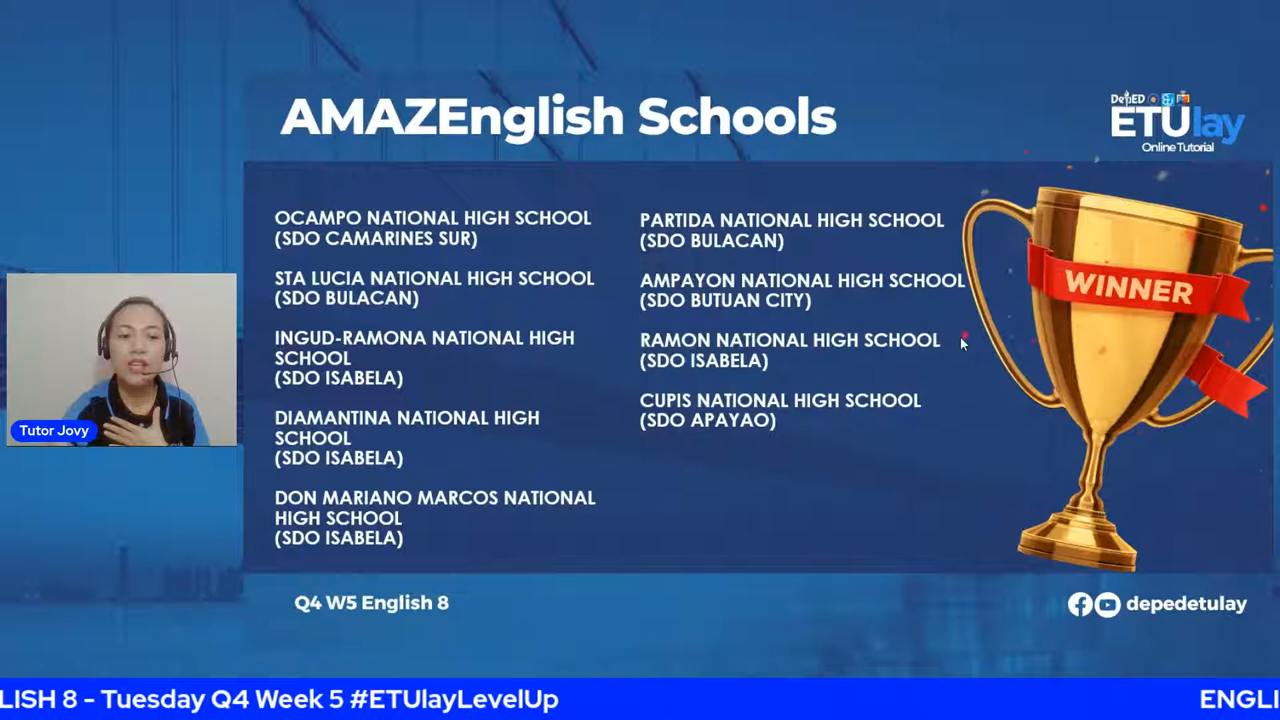 AMAZEnglish Schools
DepED
ETUlay
Online Tutorial
OCAMPO NATIONAL HIGH SCHOOL
(SDO CAMARINES SUR)
STA LUCIA NATIONAL HIGH SCHOOL
(SDO BULACAN)
INGUD-RAMONA NATIONAL HIGH
SCHOOL
(SDO ISABELA)
DIAMANTINA NATIONAL HIGH
SCHOOL
(SDO ISABELA)
DON MARIANO MARCOS NATIONAL
HIGH SCHOOL
(SDO ISABELA)
PARTIDA NATIONAL HIGH SCHOOL
(SDO BULACAN)
AMPAYON NATIONAL HIGH SCHOOL
(SDO BUTUAN CITY)
RAMON NATIONAL HIGH SCHOOL
(SDO ISABELA)
CUPIS NATIONAL HIGH SCHOOL
(SDO APAYAO)
WINNER
Tutor Jovy
Q4 W5 English 8
depedetulay
LISH 8 - Tuesday Q4 Week 5 #ETUlayLevelUp
ENGLI